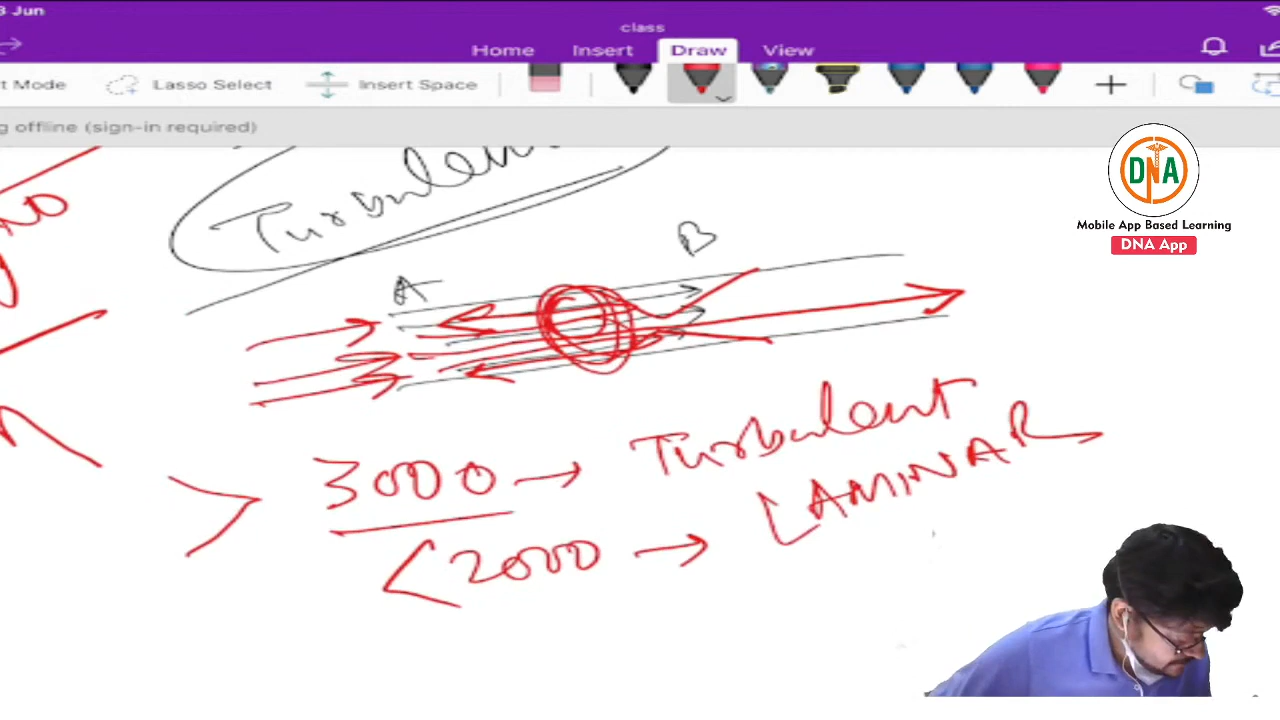 3 Jun
class
Home Insert Draw View
t Mode Lasso Select Insert Space
g offline (sign-in required)
DNA
Mobile App Based Learning
DNA App
Turbulen
A B
> 3000 → Turbulent
<2000 → LAMINAR